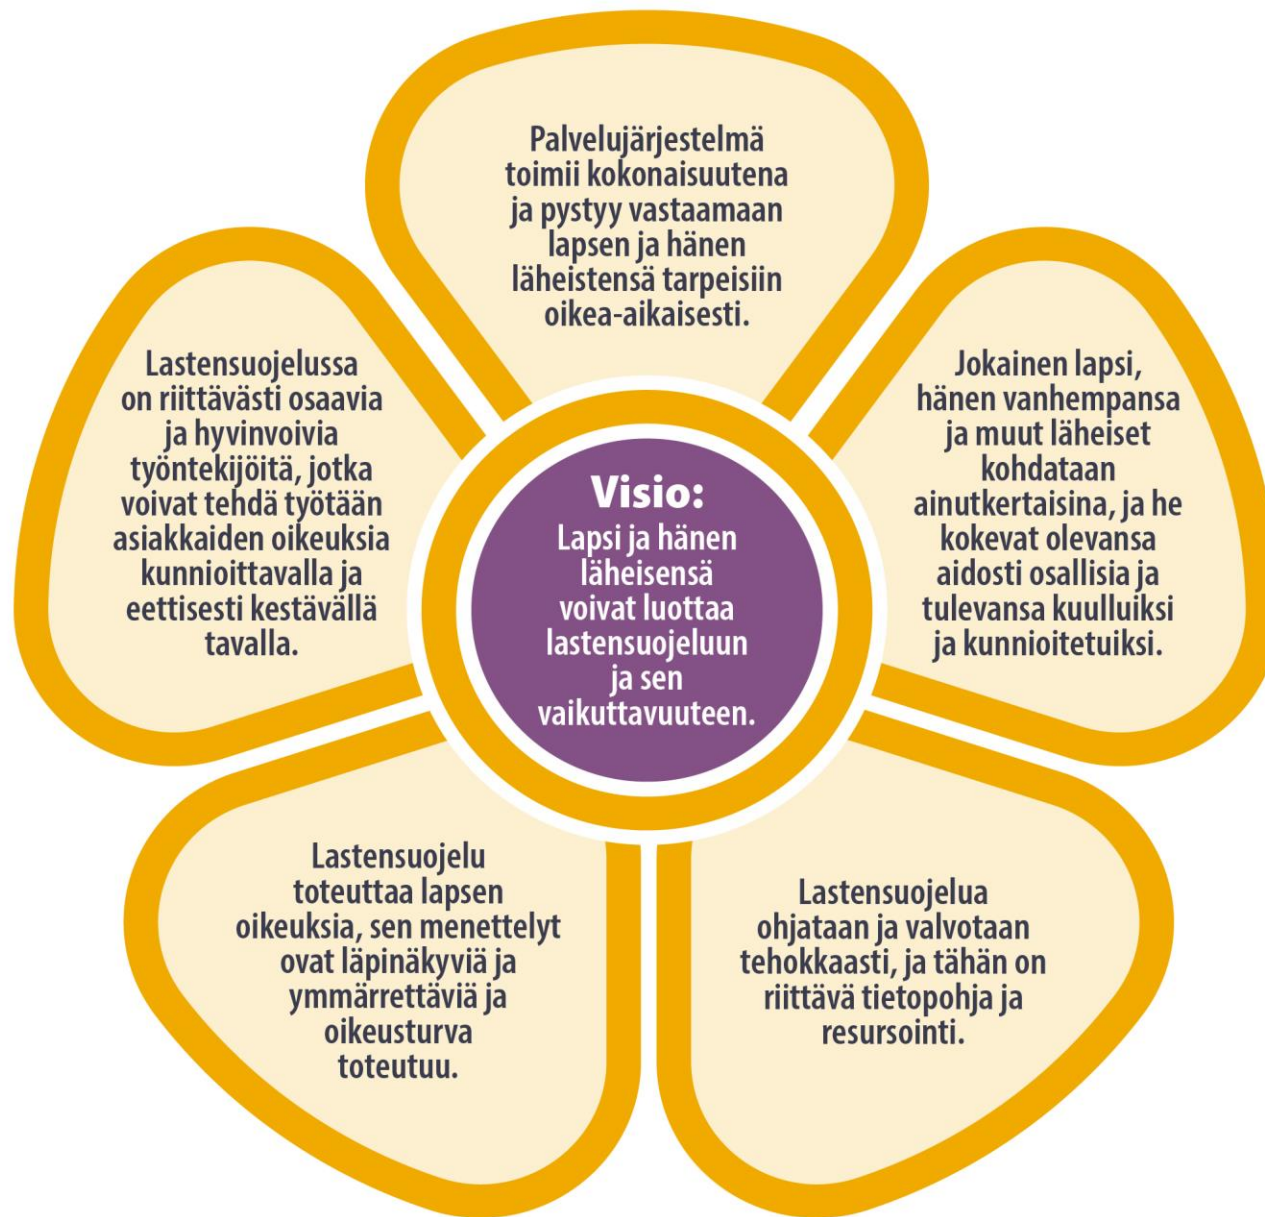 Palvelujärjestelmä
toimii kokonaisuutena
ja pystyy vastaamaan
lapsen ja hänen
läheistensä tarpeisiin
oikea-aikaisesti.
Jokainen lapsi,
hänen vanhempansa
ja muut läheiset
kohdataan
ainutkertaisina, ja he
kokevat olevansa
aidosti osallisia ja
tulevansa kuulluiksi
ja kunnioitetuiksi.
Lastensuojelua
ohjataan ja valvotaan
tehokkaasti, ja tähän on
riittävä tietopohja ja
resursointi.
Lastensuojelu
toteuttaa lapsen
oikeuksia, sen menettelyt
ovat läpinäkyviä ja
ymmärrettäviä ja
oikeusturva
toteutuu.
Lastensuojelussa
on riittävästi osaavia
ja hyvinvoivia
työntekijöitä, jotka
voivat tehdä työtään
asiakkaiden oikeuksia
kunnioittavalla ja
eettisesti kestävällä
tavalla.
Visio:
Lapsi ja hänen
läheisensä
voivat luottaa
lastensuojeluun
ja sen
vaikuttavuuteen.